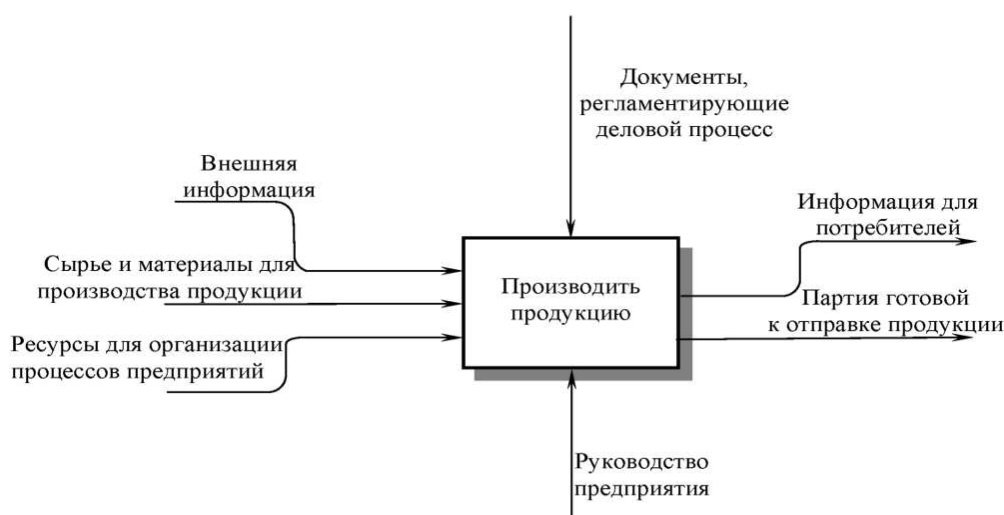 Документы,
регламентирующие
деловой процесс
Внешняя
информация
Сырье и материалы для
производства продукции
Ресурсы для организации
процессов предприятий
Производить
продукцию
Информация для
потребителей
Партия готовой
к отправке продукции
Руководство
предприятия